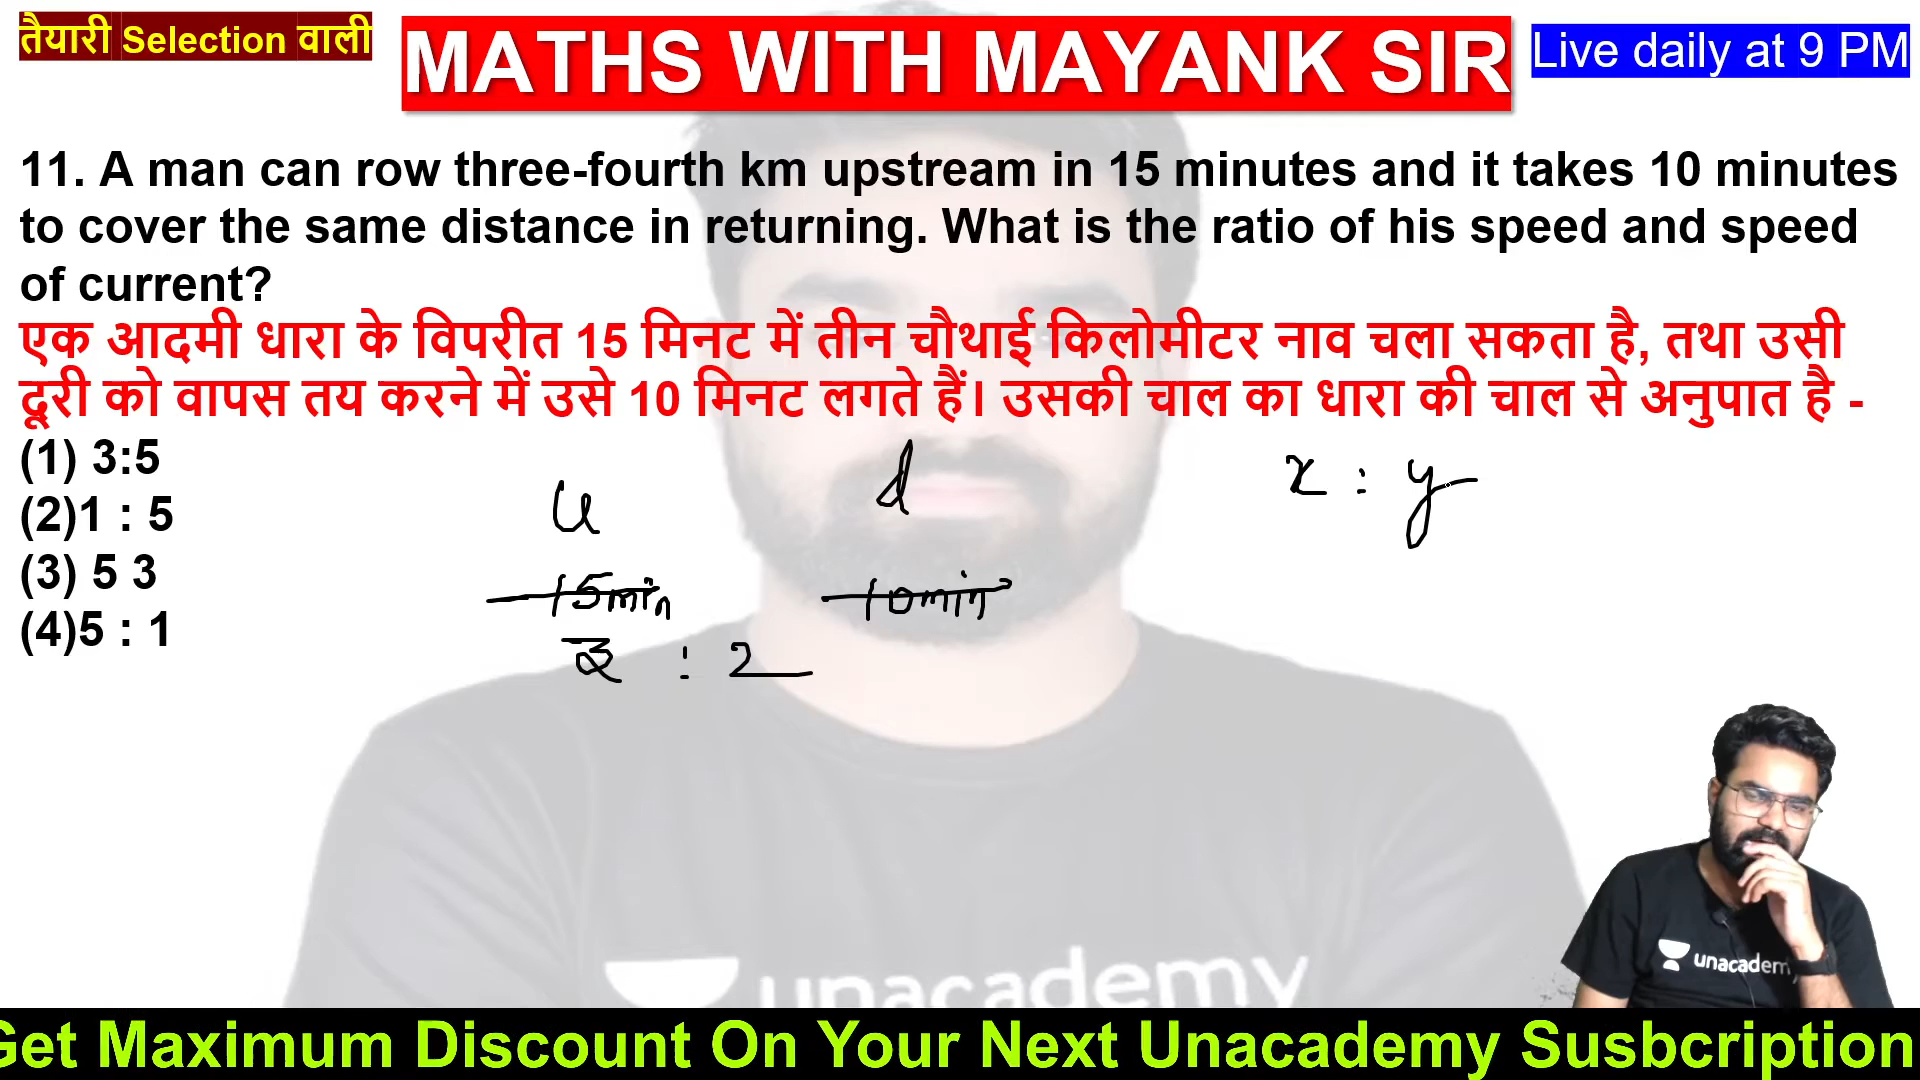 तैयारी Selection वाली
MATHS WITH MAYANK SIR
Live daily at 9 PM
11. A man can row three-fourth km upstream in 15 minutes and it takes 10 minutes
to cover the same distance in returning. What is the ratio of his speed and speed
of current?
एक आदमी धारा के विपरीत 15 मिनट में तीन चौथाई किलोमीटर नाव चला सकता है, तथा उसी
दूरी को वापस तय करने में उसे 10 मिनट लगते हैं। उसकी चाल का धारा की चाल से अनुपात है -
(1) 3:5
(2)1 : 5
(3) 5 3
(4)5 : 1
u d x : y
15min 10min
3 : 2
unacademy
unacademy
Get Maximum Discount On Your Next Unacademy Susbcription